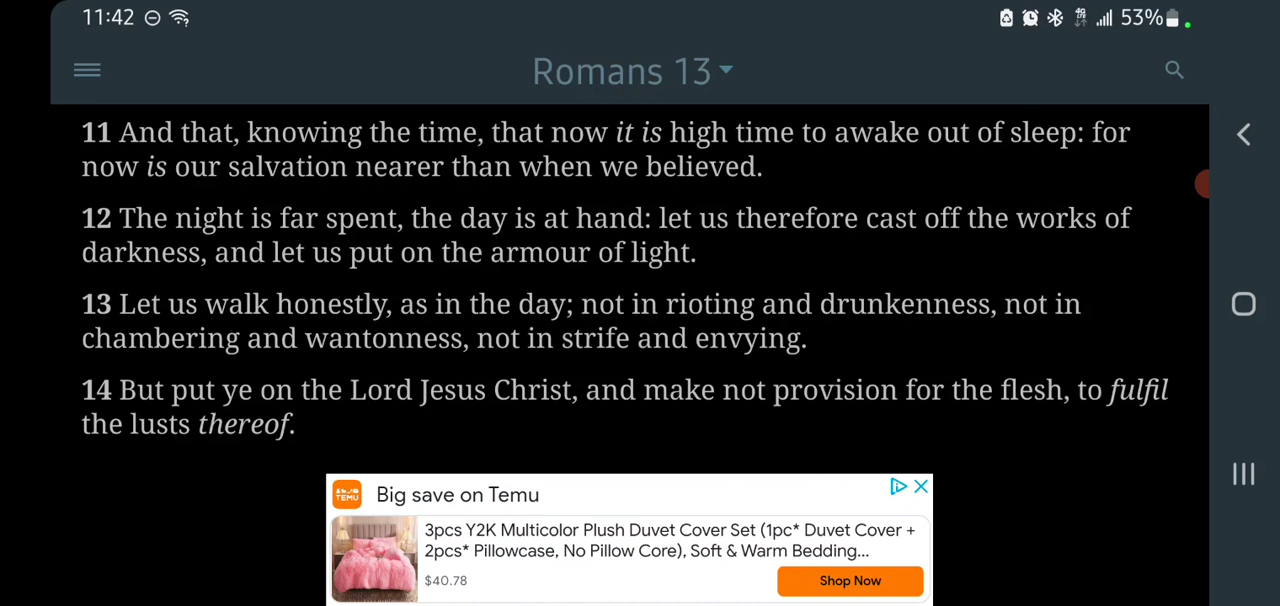 11:42 53%
Romans 13
11 And that, knowing the time, that now it is high time to awake out of sleep: for
now is our salvation nearer than when we believed.
12 The night is far spent, the day is at hand: let us therefore cast off the works of
darkness, and let us put on the armour of light.
13 Let us walk honestly, as in the day; not in rioting and drunkenness, not in
chambering and wantonness, not in strife and envying.
14 But put ye on the Lord Jesus Christ, and make not provision for the flesh, to fulfil
the lusts thereof.
TEMU Big save on Temu
3pcs Y2K Multicolor Plush Duvet Cover Set (1pc* Duvet Cover +
2pcs* Pillowcase, No Pillow Core), Soft & Warm Bedding...
$40.78 Shop Now